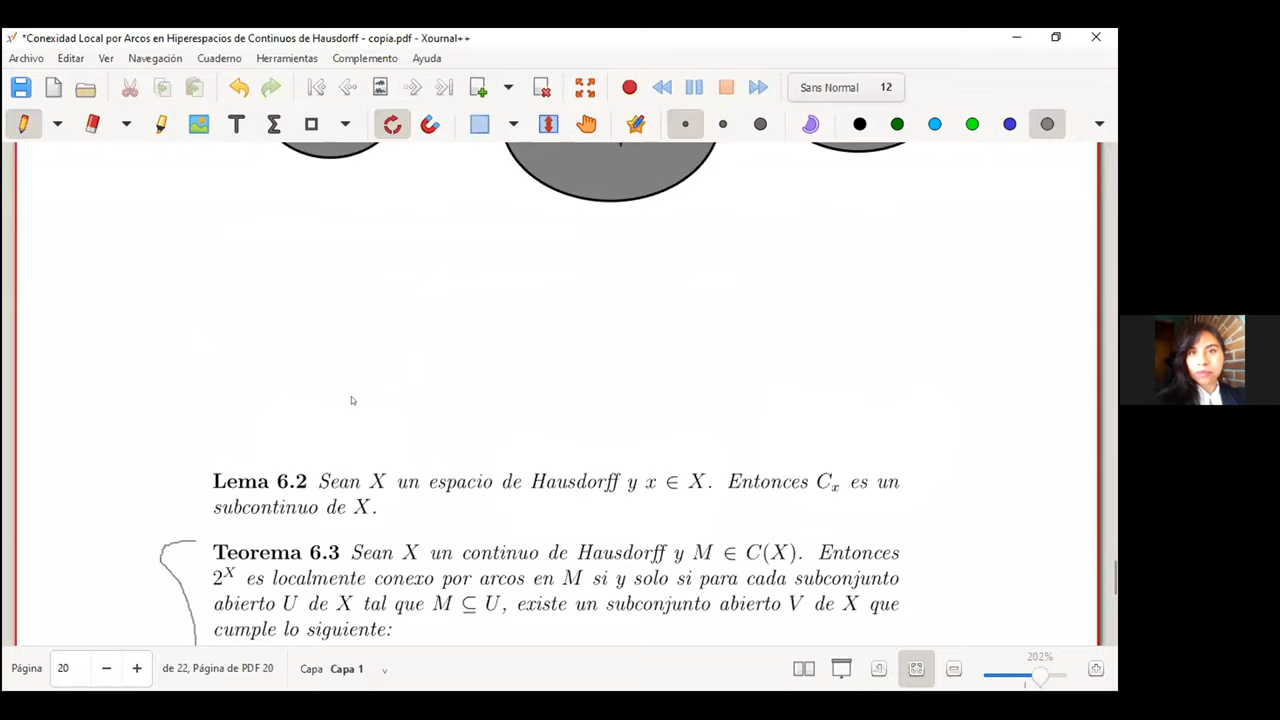 *Conexidad Local por Arcos en Hiperespacios de Continuos de Hausdorff - copia.pdf - Xournal++
Archivo Editar Ver Navegación Cuaderno Herramientas Complemento Ayuda
Sans Normal 12
Lema 6.2 Sean X un espacio de Hausdorff y x ∈ X. Entonces Cₓ es un
subcontinuo de X.
Teorema 6.3 Sean X un continuo de Hausdorff y M ∈ C(X). Entonces
2^X es localmente conexo por arcos en M si y solo si para cada subconjunto
abierto U de X tal que M ⊆ U, existe un subconjunto abierto V de X que
cumple lo siguiente:
Página 20 de 22, Página de PDF 20 Capa Capa 1 202%